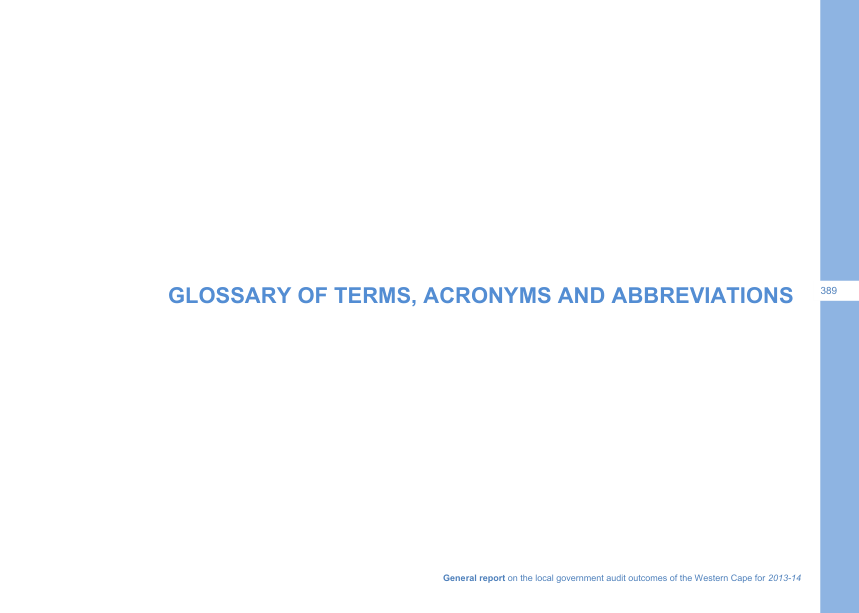 GLOSSARY OF TERMS, ACRONYMS AND ABBREVIATIONS
389
General report on the local government audit outcomes of the Western Cape for 2013-14